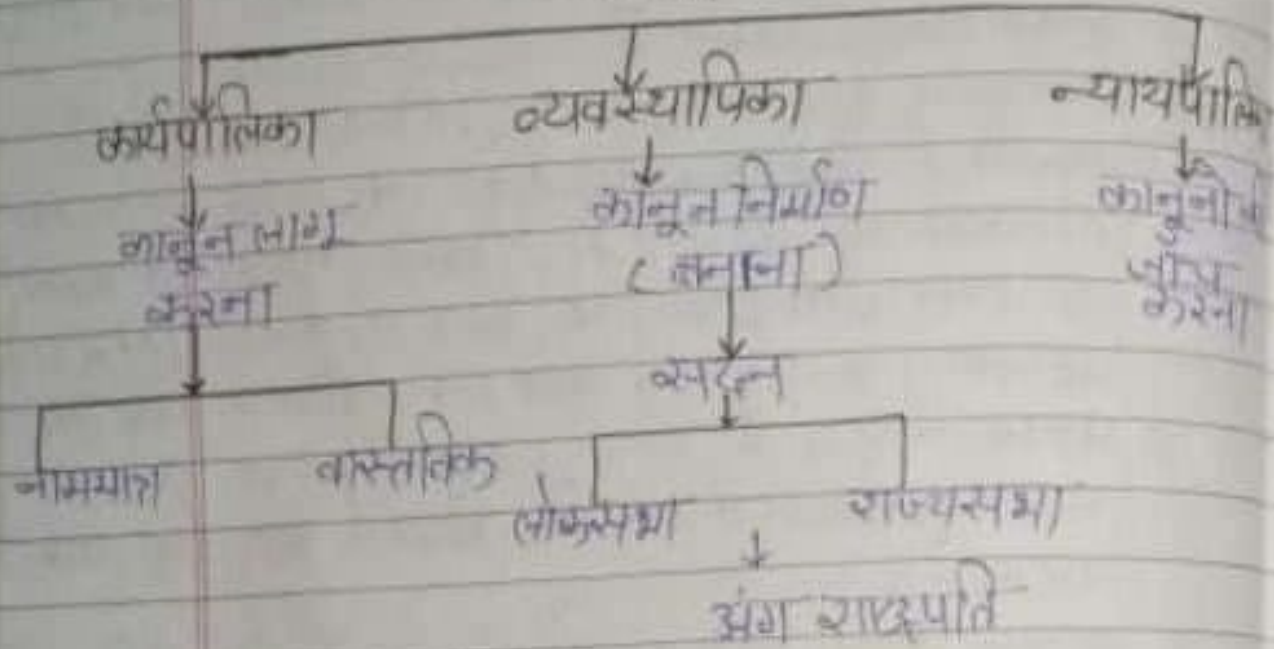 कार्यपालिका
व्यवस्थापिका
न्यायपालि
कानून लागू
करना
कानून निर्माण
(बनाना)
कानूनों की
जाँच
करना
सदन
नाममात्र
वास्तविक
लोकसभा
राज्यसभा
अंग राष्ट्रपति